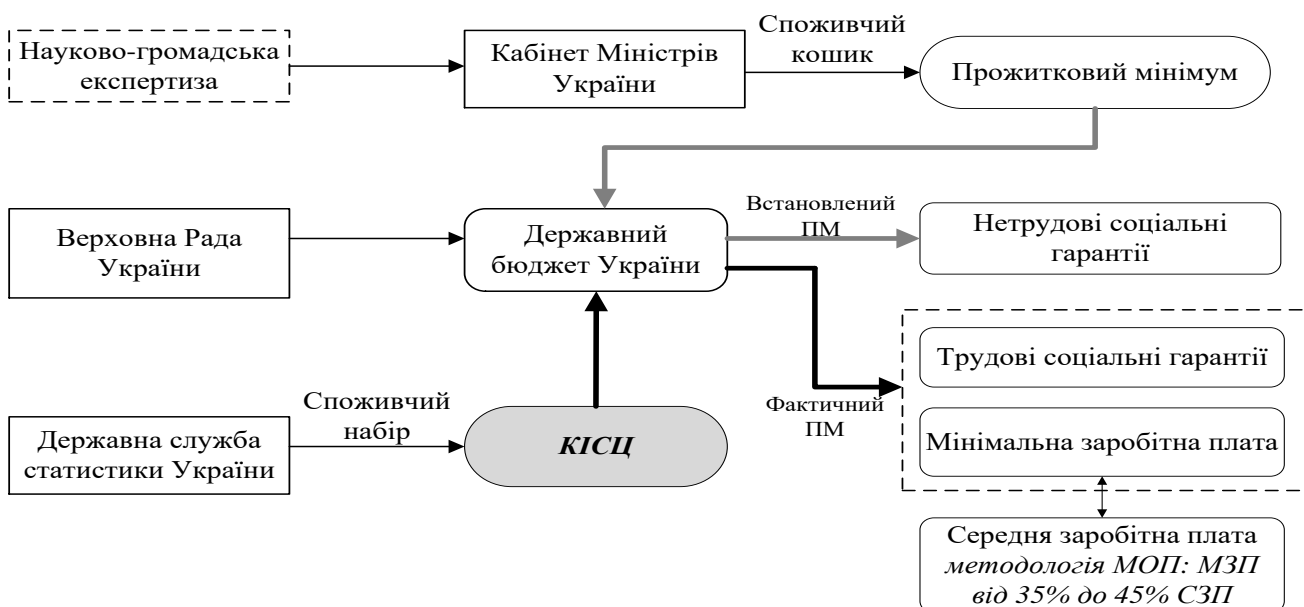 Науково-громадська
експертиза
Кабінет Міністрів
України
Споживчий
кошик
Прожитковий мінімум
Верховна Рада
України
Державний
бюджет України
Встановлений
ПМ
Нетрудові соціальні
гарантії
Фактичний
ПМ
Трудові соціальні гарантії
Мінімальна заробітна плата
Державна служба
статистики України
Споживчий
набір
КІСЦ
Середня заробітна плата
методологія МОП: МЗП
від 35% до 45% СЗП